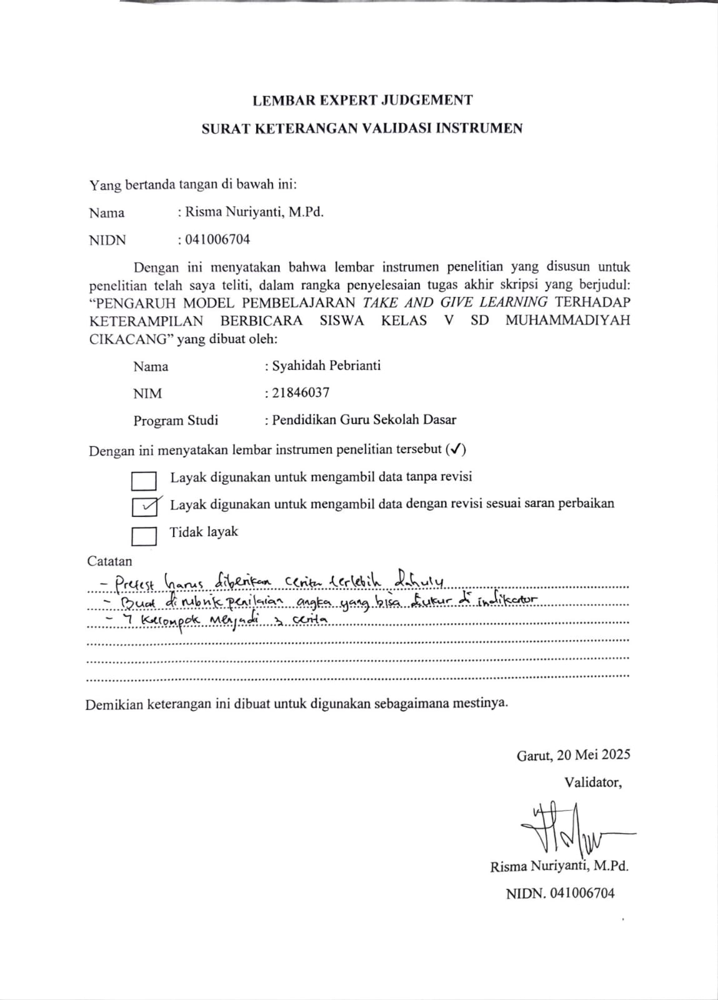 LEMBAR EXPERT JUDGEMENT
SURAT KETERANGAN VALIDASI INSTRUMEN
Yang bertanda tangan di bawah ini:
Nama : Risma Nuriyanti, M.Pd.
NIDN : 041006704
Dengan ini menyatakan bahwa lembar instrumen penelitian yang disusun untuk
penelitian telah saya teliti, dalam rangka penyelesaian tugas akhir skripsi yang berjudul:
“PENGARUH MODEL PEMBELAJARAN TAKE AND GIVE LEARNING TERHADAP
KETERAMPILAN BERBICARA SISWA KELAS V SD MUHAMMADIYAH
CIKACANG” yang dibuat oleh:
Nama : Syahidah Pebrianti
NIM : 21846037
Program Studi : Pendidikan Guru Sekolah Dasar
Dengan ini menyatakan lembar instrumen penelitian tersebut (✓)
Layak digunakan untuk mengambil data tanpa revisi
✓ Layak digunakan untuk mengambil data dengan revisi sesuai saran perbaikan
Tidak layak
Catatan
- Pretest harus diberikan cerita terlebih dahulu
- Buat di rubrik penilaian angka yang bisa diukur di indikator
- 7 Kelompok menjadi 3 cerita
Demikian keterangan ini dibuat untuk digunakan sebagaimana mestinya.
Garut, 20 Mei 2025
Validator,
Risma Nuriyanti, M.Pd.
NIDN. 041006704